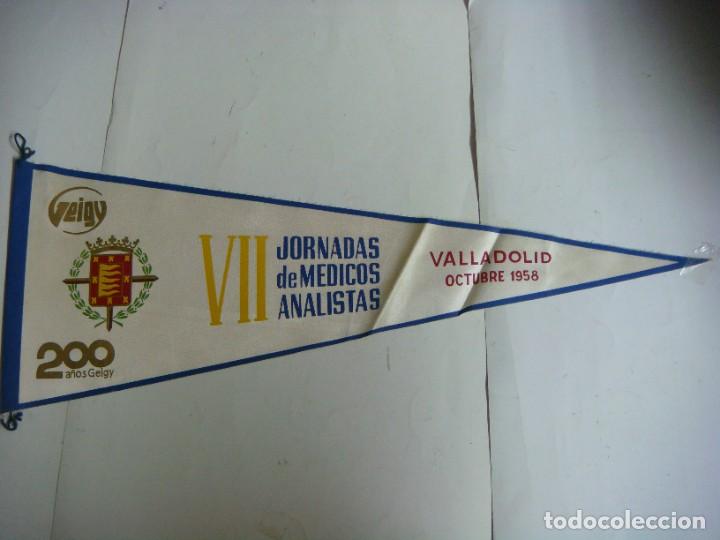 Geigy
VII
JORNADAS
de MEDICOS
ANALISTAS
VALLADOLID
OCTUBRE 1958
200
años Geigy
todocoleccion